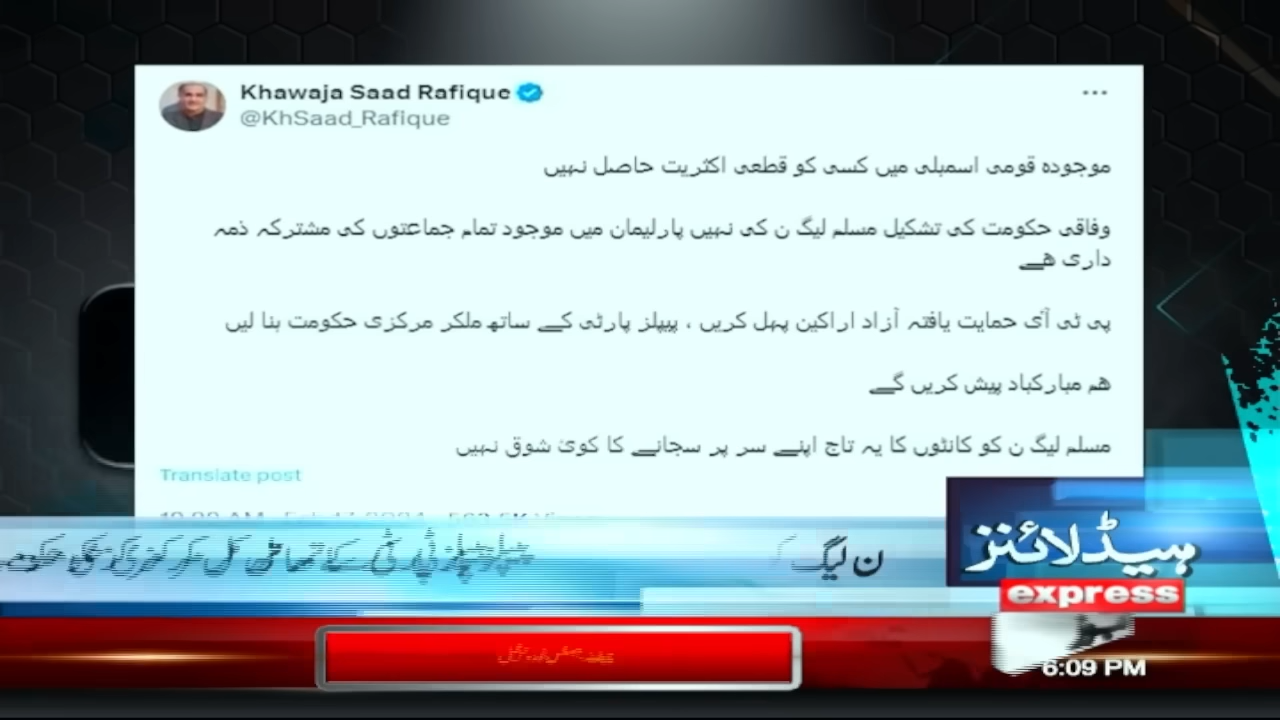 Khawaja Saad Rafique
@KhSaad_Rafique
موجودہ قومی اسمبلی میں کسی کو قطعی اکثریت حاصل نہیں
وفاقی حکومت کی تشکیل مسلم لیگ ن کی نہیں پارلیمان میں موجود تمام جماعتوں کی مشترکہ ذمہ
داری ھے
پی ٹی آئ حمایت یافتہ آزاد اراکین پہل کریں ، پیپلز پارٹی کے ساتھ ملکر مرکزی حکومت بنا لیں
ھم مبارکباد پیش کریں گے
مسلم لیگ ن کو کانٹوں کا یہ تاج اپنے سر پر سجانے کا کوئ شوق نہیں
Translate post
ن لیگ
ہیڈلائنز
express
6:09 PM